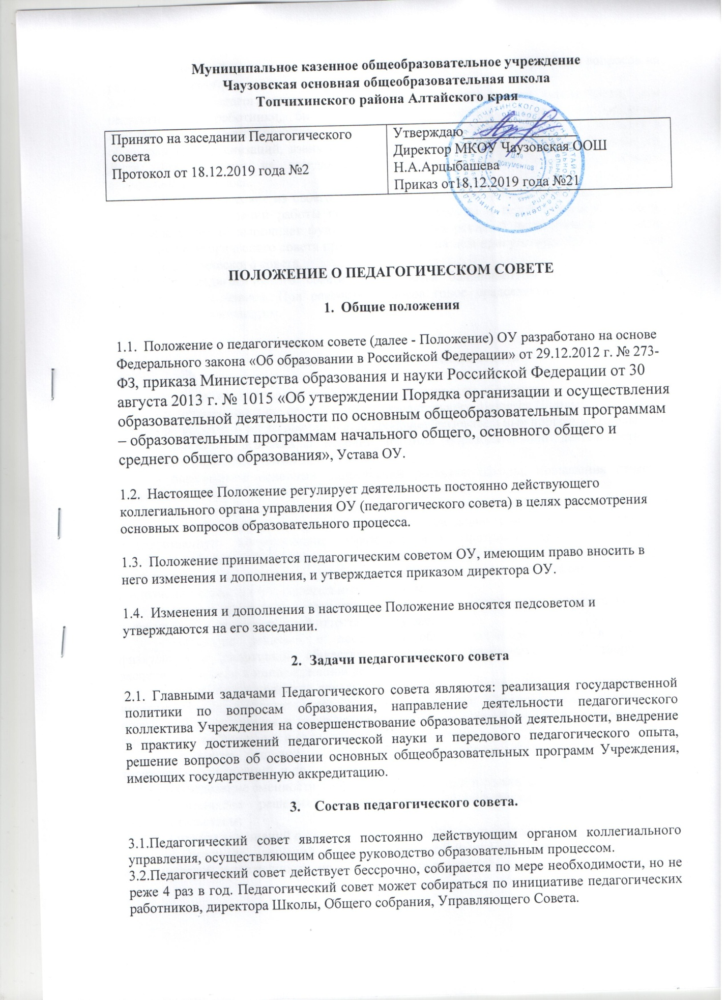 Муниципальное казенное общеобразовательное учреждение
Чаузовская основная общеобразовательная школа
Топчихинского района Алтайского края
Принято на заседании Педагогического
совета
Протокол от 18.12.2019 года №2
Утверждаю
Директор МКОУ Чаузовская ООШ
Н.А.Арцыбашева
Приказ от18.12.2019 года №21
для
документов
ПОЛОЖЕНИЕ О ПЕДАГОГИЧЕСКОМ СОВЕТЕ
1. Общие положения
1.1. Положение о педагогическом совете (далее - Положение) ОУ разработано на основе
Федерального закона «Об образовании в Российской Федерации» от 29.12.2012 г. № 273-
ФЗ, приказа Министерства образования и науки Российской Федерации от 30
августа 2013 г. № 1015 «Об утверждении Порядка организации и осуществления
образовательной деятельности по основным общеобразовательным программам
– образовательным программам начального общего, основного общего и
среднего общего образования», Устава ОУ.
1.2. Настоящее Положение регулирует деятельность постоянно действующего
коллегиального органа управления ОУ (педагогического совета) в целях рассмотрения
основных вопросов образовательного процесса.
1.3. Положение принимается педагогическим советом ОУ, имеющим право вносить в
него изменения и дополнения, и утверждается приказом директора ОУ.
1.4. Изменения и дополнения в настоящее Положение вносятся педсоветом и
утверждаются на его заседании.
2. Задачи педагогического совета
2.1. Главными задачами Педагогического совета являются: реализация государственной
политики по вопросам образования, направление деятельности педагогического
коллектива Учреждения на совершенствование образовательной деятельности, внедрение
в практику достижений педагогической науки и передового педагогического опыта,
решение вопросов об освоении основных общеобразовательных программ Учреждения,
имеющих государственную аккредитацию.
3. Состав педагогического совета.
3.1.Педагогический совет является постоянно действующим органом коллегиального
управления, осуществляющим общее руководство образовательным процессом.
3.2.Педагогический совет действует бессрочно, собирается по мере необходимости, но не
реже 4 раз в год. Педагогический совет может собираться по инициативе педагогических
работников, директора Школы, Общего собрания, Управляющего Совета.